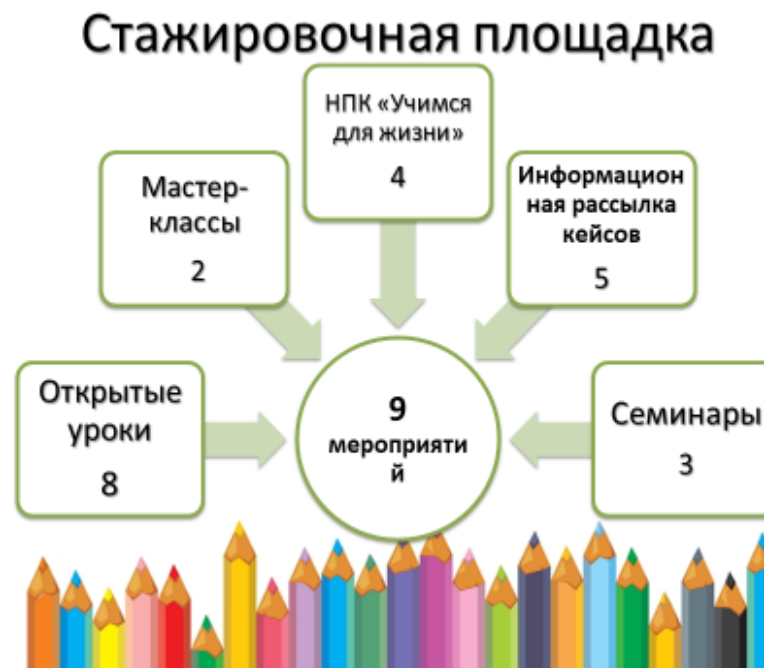 Стажировочная площадка
НПК «Учимся
для жизни»
4
Мастер-
классы
2
Информацион
ная рассылка
кейсов
5
Открытые
уроки
8
9
мероприяти
й
Семинары
3